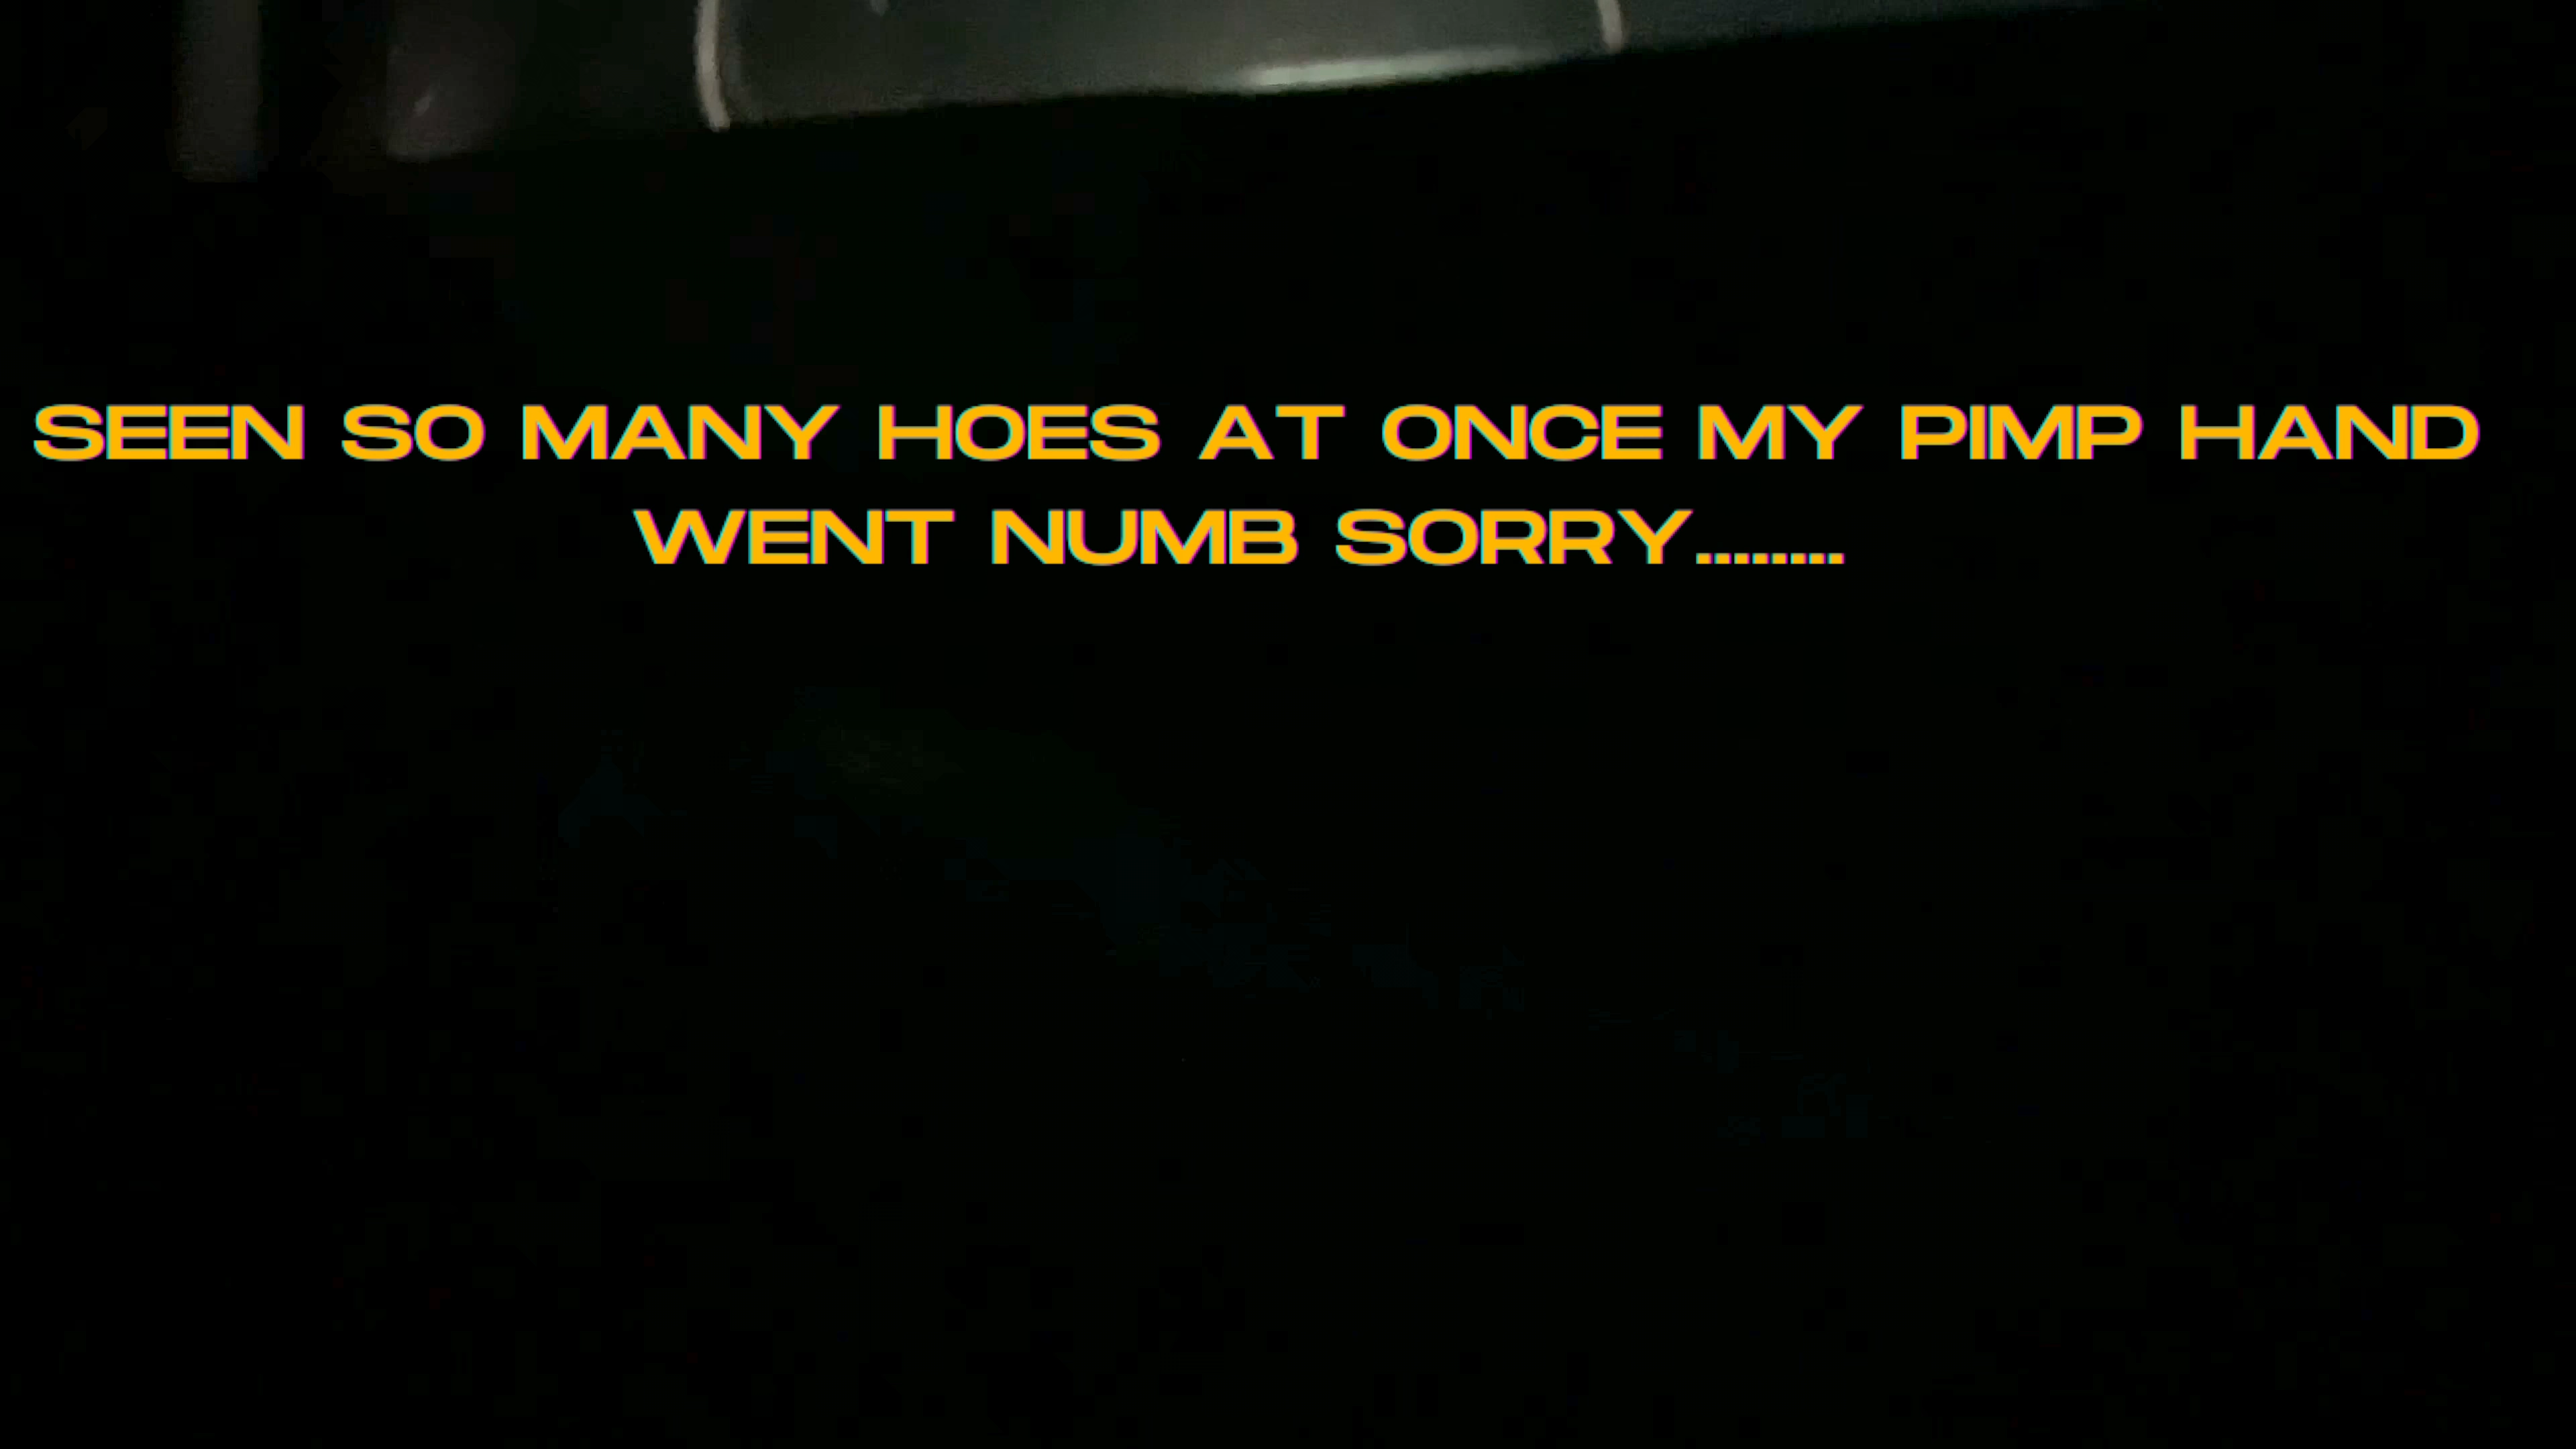 SEEN SO MANY HOES AT ONCE MY PIMP HAND
WENT NUMB SORRY........